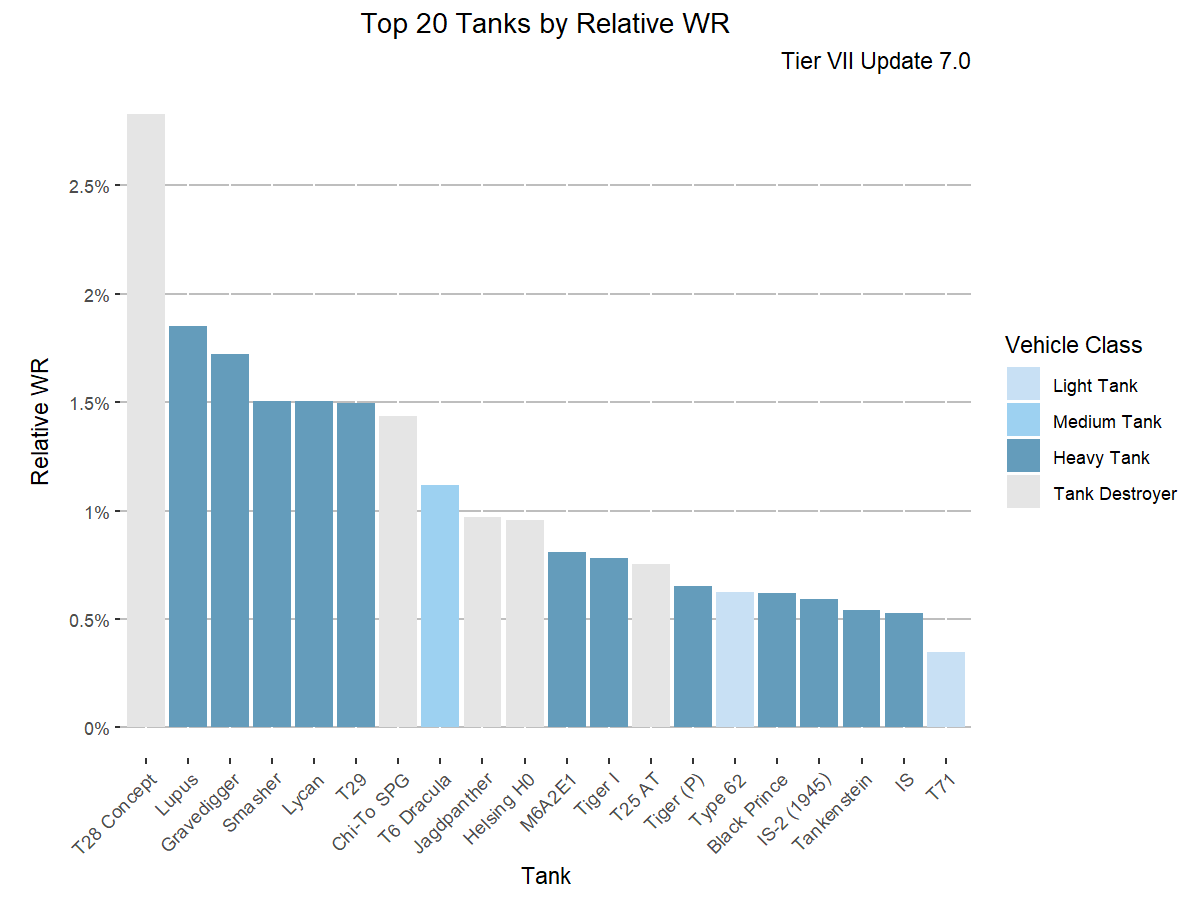 Top 20 Tanks by Relative WR
Tier VII Update 7.0
2.5%
2%
1.5%
1%
0.5%
0%
Relative WR
T28 Concept
Lupus
Gravedigger
Smasher
Lycan
T29
Chi-To SPG
T6 Dracula
Jagdpanther
Helsing H0
M6A2E1
Tiger I
T25 AT
Tiger (P)
Type 62
Black Prince
IS-2 (1945)
Tankenstein
IS
T71
Tank
Vehicle Class
Light Tank
Medium Tank
Heavy Tank
Tank Destroyer